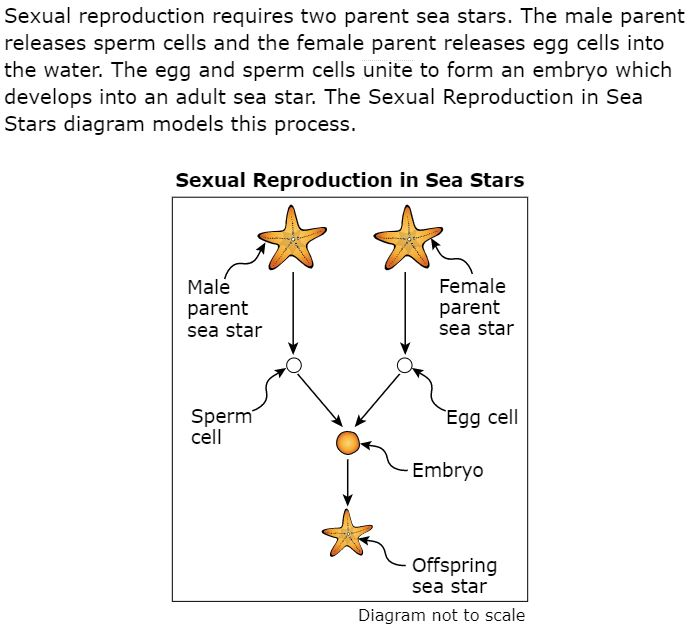 Sexual reproduction requires two parent sea stars. The male parent
releases sperm cells and the female parent releases egg cells into
the water. The egg and sperm cells unite to form an embryo which
develops into an adult sea star. The Sexual Reproduction in Sea
Stars diagram models this process.
Sexual Reproduction in Sea Stars
Male
parent
sea star
Female
parent
sea star
Sperm
cell
Egg cell
Embryo
Offspring
sea star
Diagram not to scale